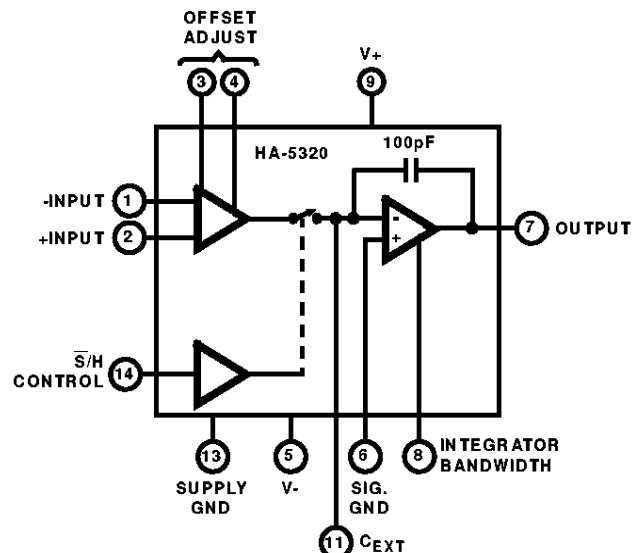 OFFSET
ADJUST
3
4
V+
9
HA-5320
100pF
-INPUT 1
+INPUT 2
-
+
7 OUTPUT
S̅/H
CONTROL 14
13
SUPPLY
GND
5
V-
6
SIG.
GND
8 INTEGRATOR
BANDWIDTH
11 CEXT